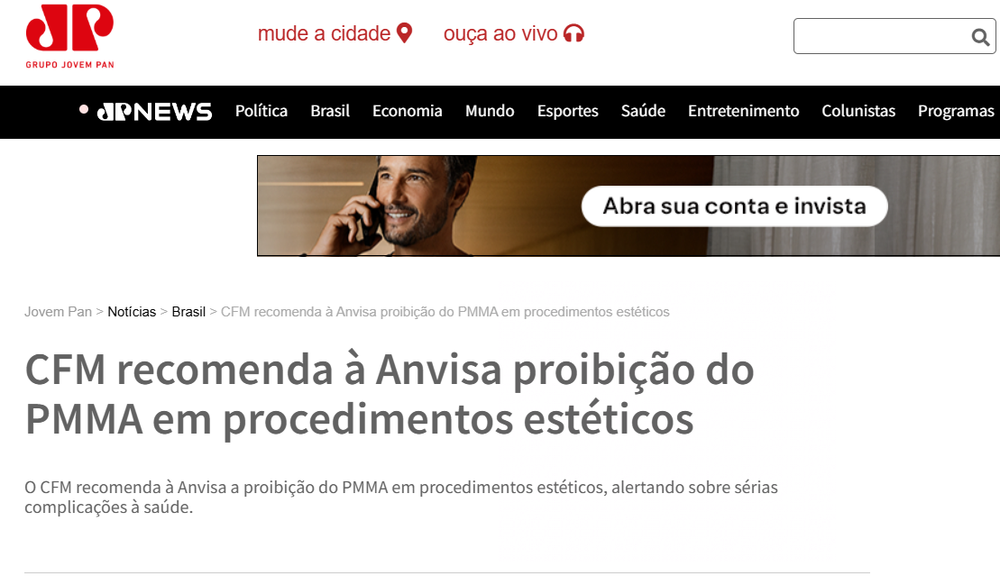 JP
GRUPO JOVEM PAN
mude a cidade
ouça ao vivo
JP NEWS Política Brasil Economia Mundo Esportes Saúde Entretenimento Colunistas Programas
Abra sua conta e invista
Jovem Pan > Notícias > Brasil > CFM recomenda à Anvisa proibição do PMMA em procedimentos estéticos
CFM recomenda à Anvisa proibição do
PMMA em procedimentos estéticos
O CFM recomenda à Anvisa a proibição do PMMA em procedimentos estéticos, alertando sobre sérias
complicações à saúde.